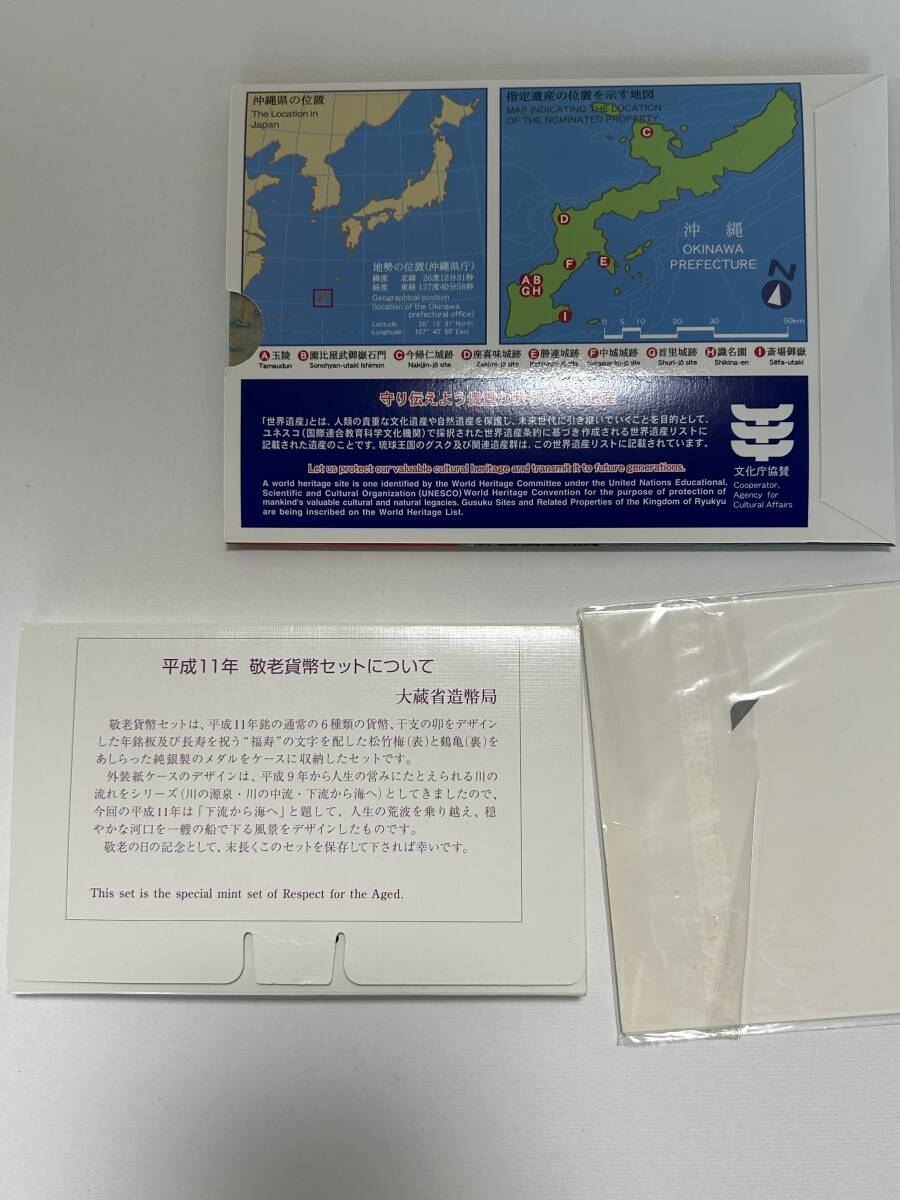 沖縄県の位置
The Location in
Japan
地勢の位置(沖縄県庁)
緯度 北緯 26度12分31秒
経度 東経 127度40分58秒
Geographical position
(location of the Okinawa
prefectural office)
Latitude: 26° 12' 31" North
Longitude: 127° 40' 58" East
指定遺産の位置を示す地図
MAP INDICATING THE LOCATION
OF THE NOMINATED PROPERTY
C
D
F
E
A B
G H
I
沖縄
OKINAWA
PREFECTURE
N
0 5 10 20 30 50km
A玉陵 B園比屋武御嶽石門 C今帰仁城跡 D座喜味城跡 E勝連城跡 F中城城跡 G首里城跡 H識名園 I斎場御嶽
Tamaudun Sonohyan-utaki Ishimon Nakijin-jô site Zakimi-jô site Shuri-jô site Shikina-en Sêfa-utaki
守り伝えよう
「世界遺産」とは、人類の貴重な文化遺産や自然遺産を保護し、未来世代に引き継いでいくことを目的として、
ユネスコ(国際連合教育科学文化機関)で採択された世界遺産条約に基づき作成される世界遺産リストに
記載された遺産のことです。琉球王国のグスク及び関連遺産群は、この世界遺産リストに記載されています。
Let us protect our valuable cultural heritage and transmit it to future generations.
A world heritage site is one identified by the World Heritage Committee under the United Nations Educational,
Scientific and Cultural Organization (UNESCO) World Heritage Convention for the purpose of protection of
mankind's valuable cultural and natural legacies. Gusuku Sites and Related Properties of the Kingdom of Ryukyu
are being inscribed on the World Heritage List.
文化庁協賛
Cooperator,
Agency for
Cultural Affairs
平成11年 敬老貨幣セットについて
大蔵省造幣局
敬老貨幣セットは、平成11年銘の通常の6種類の貨幣、干支の卯をデザイン
した年銘板及び長寿を祝う“福寿”の文字を配した松竹梅(表)と鶴亀(裏)を
あしらった純銀製のメダルをケースに収納したセットです。
外装紙ケースのデザインは、平成9年から人生の営みにたとえられる川の
流れをシリーズ(川の源泉・川の中流・下流から海へ)としてきましたので、
今回の平成11年は「下流から海へ」と題して、人生の荒波を乗り越え、穏
やかな河口を一艘の船で下る風景をデザインしたものです。
敬老の日の記念として、末長くこのセットを保存して下されば幸いです。
This set is the special mint set of Respect for the Aged.